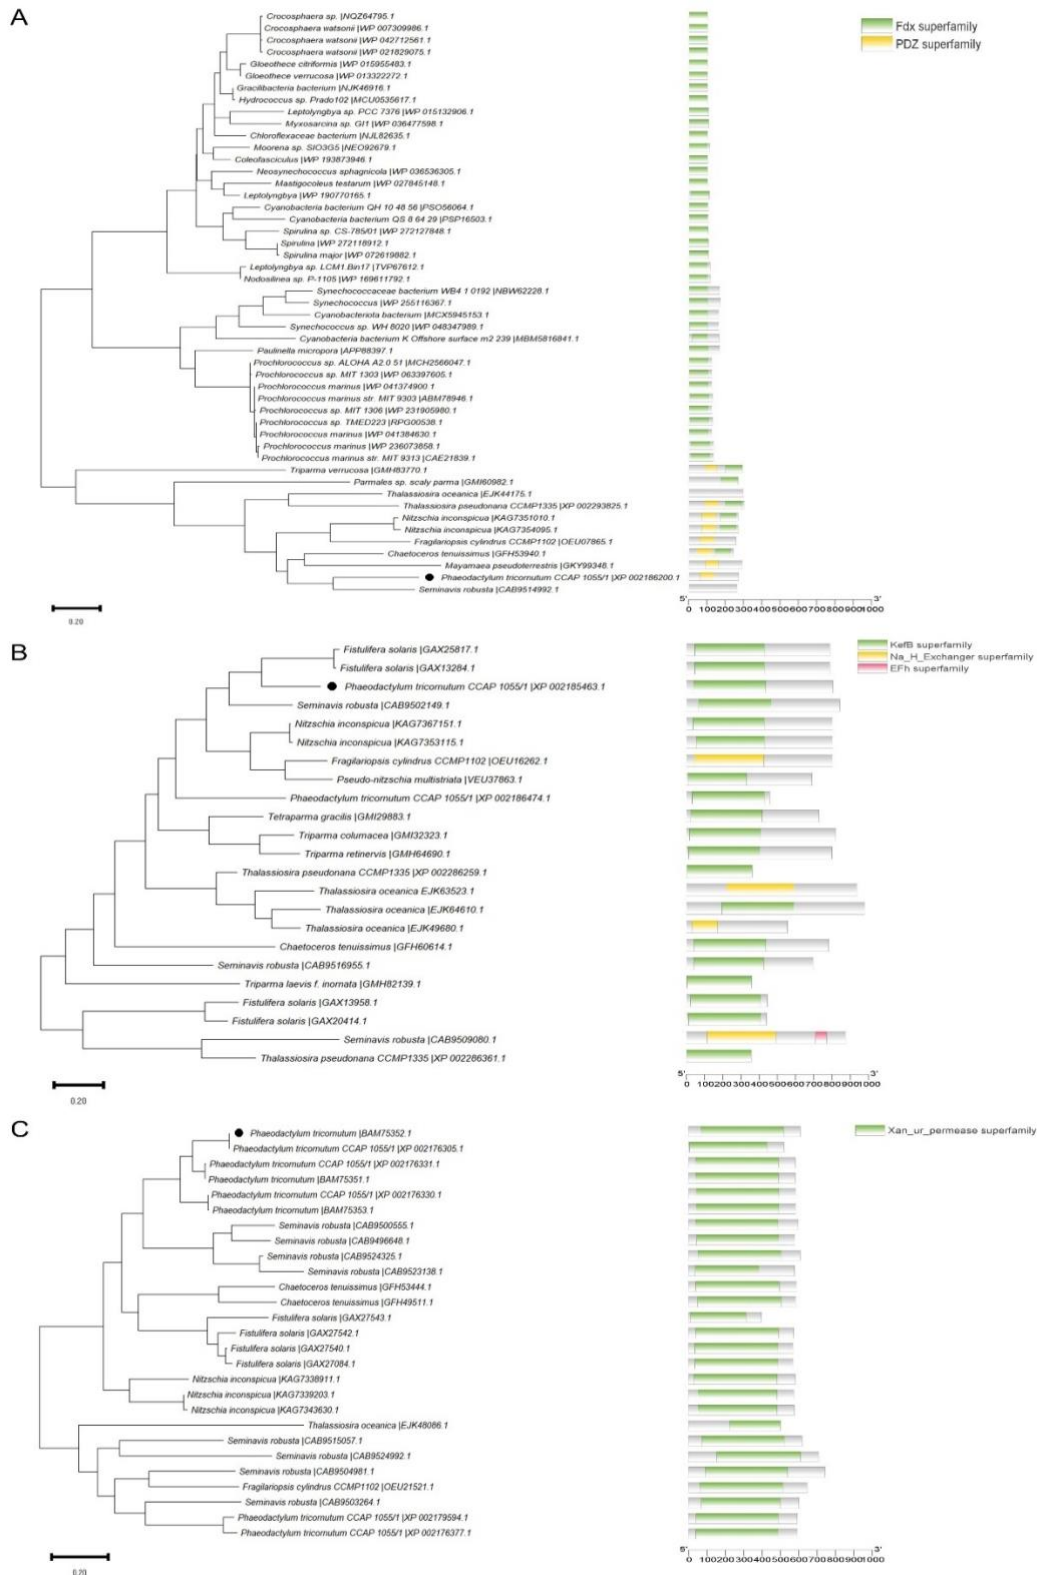 A
Crocosphaera sp. |NQZ64795.1
Crocosphaera watsonii |WP 007309986.1
Crocosphaera watsonii |WP 042712561.1
Crocosphaera watsonii |WP 021829075.1
Gloeothece citriformis |WP 015955483.1
Gloeothece verrucosa |WP 013322272.1
Gracilibacteria bacterium |NJK46916.1
Hydrococcus sp. Prado102 |MCU0535617.1
Leptolyngbya sp. PCC 7376 |WP 015132906.1
Myxosarcina sp. GI1 |WP 036477598.1
Chloroflexaceae bacterium |NJL82635.1
Moorena sp. SIO3G5 |NEO92679.1
Coleofasciculus |WP 193873946.1
Neosynechococcus sphagnicola |WP 036536305.1
Mastigocoleus testarum |WP 027845148.1
Leptolyngbya |WP 190770165.1
Cyanobacteria bacterium QH 10 48 56 |PSO56064.1
Cyanobacteria bacterium QS 8 64 29 |PSP16503.1
Spirulina sp. CS-785/01 |WP 272127848.1
Spirulina |WP 272118912.1
Spirulina major |WP 072619882.1
Leptolyngbya sp. LCM1.Bin17 |TVP67612.1
Nodosilinea sp. P-1105 |WP 169611792.1
Synechococcaceae bacterium WB4 1 0192 |NBW62228.1
Synechococcus |WP 255116367.1
Cyanobacteriota bacterium |MCX5945153.1
Synechococcus sp. WH 8020 |WP 048347989.1
Cyanobacteria bacterium K Offshore surface m2 239 |MBM5816841.1
Paulinella micropora |APP88397.1
Prochlorococcus sp. ALOHA A2.0 51 |MCH2566047.1
Prochlorococcus sp. MIT 1303 |WP 063397605.1
Prochlorococcus marinus |WP 041374900.1
Prochlorococcus marinus str. MIT 9303 |ABM78946.1
Prochlorococcus sp. MIT 1306 |WP 231905980.1
Prochlorococcus sp. TMED223 |RPG00538.1
Prochlorococcus marinus |WP 041384630.1
Prochlorococcus marinus |WP 236073858.1
Prochlorococcus marinus str. MIT 9313 |CAE21839.1
Triparma verrucosa |GMH83770.1
Parmales sp. scaly parma |GMI60982.1
Thalassiosira oceanica |EJK44175.1
Thalassiosira pseudonana CCMP1335 |XP 002293825.1
Nitzschia inconspicua |KAG7351010.1
Nitzschia inconspicua |KAG7354095.1
Fragilariopsis cylindrus CCMP1102 |OEU07865.1
Chaetoceros tenuissimus |GFH53940.1
Mayamaea pseudoterrestris |GKY99348.1
Phaeodactylum tricornutum CCAP 1055/1 |XP 002186200.1
Seminavis robusta |CAB9514992.1
0.20
Fdx superfamily
PDZ superfamily
5' 3'
0 100 200 300 400 500 600 700 800 900 1000
B
Fistulifera solaris |GAX25817.1
Fistulifera solaris |GAX13284.1
Phaeodactylum tricornutum CCAP 1055/1 |XP 002185463.1
Seminavis robusta |CAB9502149.1
Nitzschia inconspicua |KAG7367151.1
Nitzschia inconspicua |KAG7353115.1
Fragilariopsis cylindrus CCMP1102 |OEU16262.1
Pseudo-nitzschia multistriata |VEU37863.1
Phaeodactylum tricornutum CCAP 1055/1 |XP 002186474.1
Tetraparma gracilis |GMI29883.1
Triparma columacea |GMI32323.1
Triparma retinervis |GMH64690.1
Thalassiosira pseudonana CCMP1335 |XP 002286259.1
Thalassiosira oceanica EJK63523.1
Thalassiosira oceanica |EJK64610.1
Thalassiosira oceanica |EJK49680.1
Chaetoceros tenuissimus |GFH60614.1
Seminavis robusta |CAB9516955.1
Triparma laevis f. inornata |GMH82139.1
Fistulifera solaris |GAX13958.1
Fistulifera solaris |GAX20414.1
Seminavis robusta |CAB9509080.1
Thalassiosira pseudonana CCMP1335 |XP 002286361.1
0.20
KefB superfamily
Na_H_Exchanger superfamily
EFh superfamily
5' 3'
0 100 200 300 400 500 600 700 800 900 1000
C
Phaeodactylum tricornutum |BAM75352.1
Phaeodactylum tricornutum CCAP 1055/1 |XP 002176305.1
Phaeodactylum tricornutum CCAP 1055/1 |XP 002176331.1
Phaeodactylum tricornutum |BAM75351.1
Phaeodactylum tricornutum CCAP 1055/1 |XP 002176330.1
Phaeodactylum tricornutum |BAM75353.1
Seminavis robusta |CAB9500555.1
Seminavis robusta |CAB9496648.1
Seminavis robusta |CAB9524325.1
Seminavis robusta |CAB9523138.1
Chaetoceros tenuissimus |GFH53444.1
Chaetoceros tenuissimus |GFH49511.1
Fistulifera solaris |GAX27543.1
Fistulifera solaris |GAX27542.1
Fistulifera solaris |GAX27540.1
Fistulifera solaris |GAX27084.1
Nitzschia inconspicua |KAG7338911.1
Nitzschia inconspicua |KAG7339203.1
Nitzschia inconspicua |KAG7343630.1
Thalassiosira oceanica |EJK48086.1
Seminavis robusta |CAB9515057.1
Seminavis robusta |CAB9524992.1
Seminavis robusta |CAB9504981.1
Fragilariopsis cylindrus CCMP1102 |OEU21521.1
Seminavis robusta |CAB9503264.1
Phaeodactylum tricornutum CCAP 1055/1 |XP 002179594.1
Phaeodactylum tricornutum CCAP 1055/1 |XP 002176377.1
0.20
Xan_ur_permease superfamily
5' 3'
0 100 200 300 400 500 600 700 800 900 1000